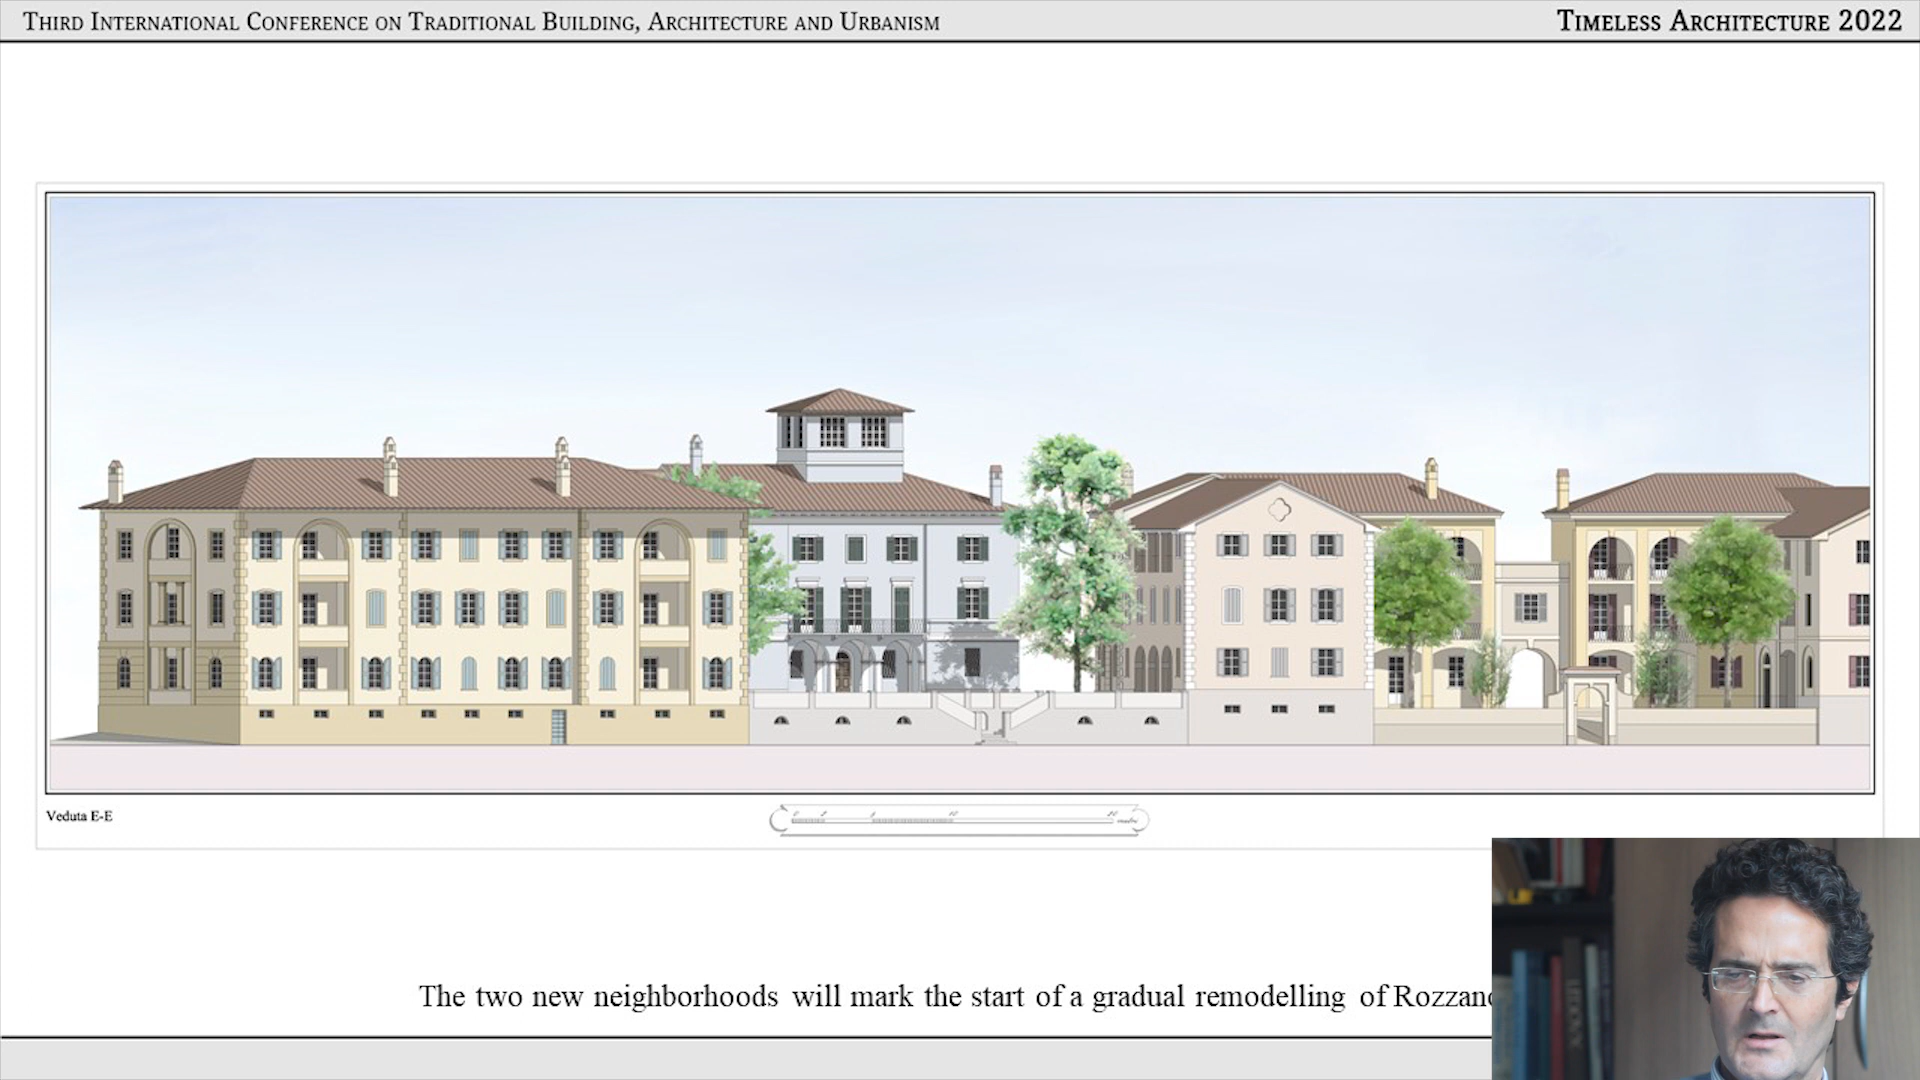 THIRD INTERNATIONAL CONFERENCE ON TRADITIONAL BUILDING, ARCHITECTURE AND URBANISM
TIMELESS ARCHITECTURE 2022
Veduta E-E
The two new neighborhoods will mark the start of a gradual remodelling of Rozzano